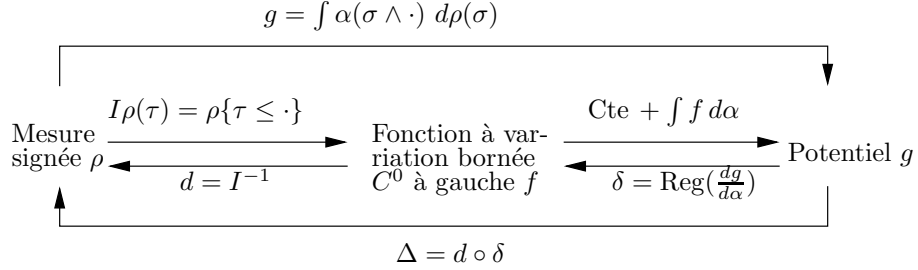 g = ∫ α(σ ∧ ·) dρ(σ)
Iρ(τ) = ρ{τ ≤ ·}
Cte + ∫ f dα
Mesure
signée ρ
Fonction à var-
riation bornée
C⁰ à gauche f
Potentiel g
d = I⁻¹
δ = Reg(dg/dα)
Δ = d ∘ δ